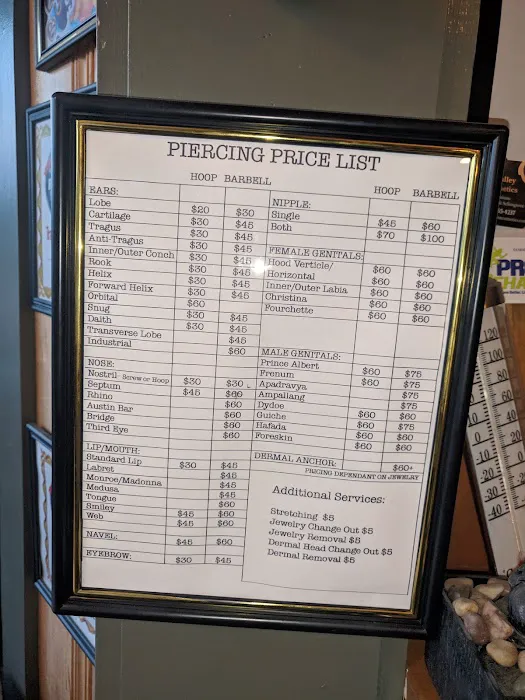 PIERCING PRICE LIST
HOOP BARBELL
EARS:
Lobe $20 $30
Cartilage $30 $45
Tragus $30 $45
Anti-Tragus $30
Inner/Outer Conch $30 $45
Rook $30 $45
Helix $30 $45
Forward Helix $30 $45
Orbital $60
Snug $30 $45
Daith $30 $45
Transverse Lobe $45
Industrial $60
NOSE:
Nostril- Screw or Hoop $30 $30
Septum $45 $60
Rhino $60
Austin Bar $60
Bridge $60
Third Eye $60
LIP/MOUTH:
Standard Lip $30 $45
Labret $45
Monroe/Madonna $45
Medusa $45
Tongue $60
Smiley $45 $60
Web $45 $60
NAVEL: $45 $60
EYEBROW: $30 $45
HOOP BARBELL
NIPPLE:
Single $45 $60
Both $70 $100
FEMALE GENITALS:
Hood Verticle/
Horizontal $60 $60
Inner/Outer Labia $60 $60
Christina $60 $60
Fourchette $60 $60
MALE GENITALS:
Prince Albert $60 $75
Frenum $60 $75
Apadravya $75
Ampallang $75
Dydoe $60 $60
Guiche $60 $75
Hafada $60 $60
Foreskin $60 $60
DERMAL ANCHOR: $60+
PRICING DEPENDANT ON JEWELRY
Additional Services:
Stretching $5
Jewelry Change Out $5
Jewelry Removal $5
Dermal Head Change Out $5
Dermal Removal $5